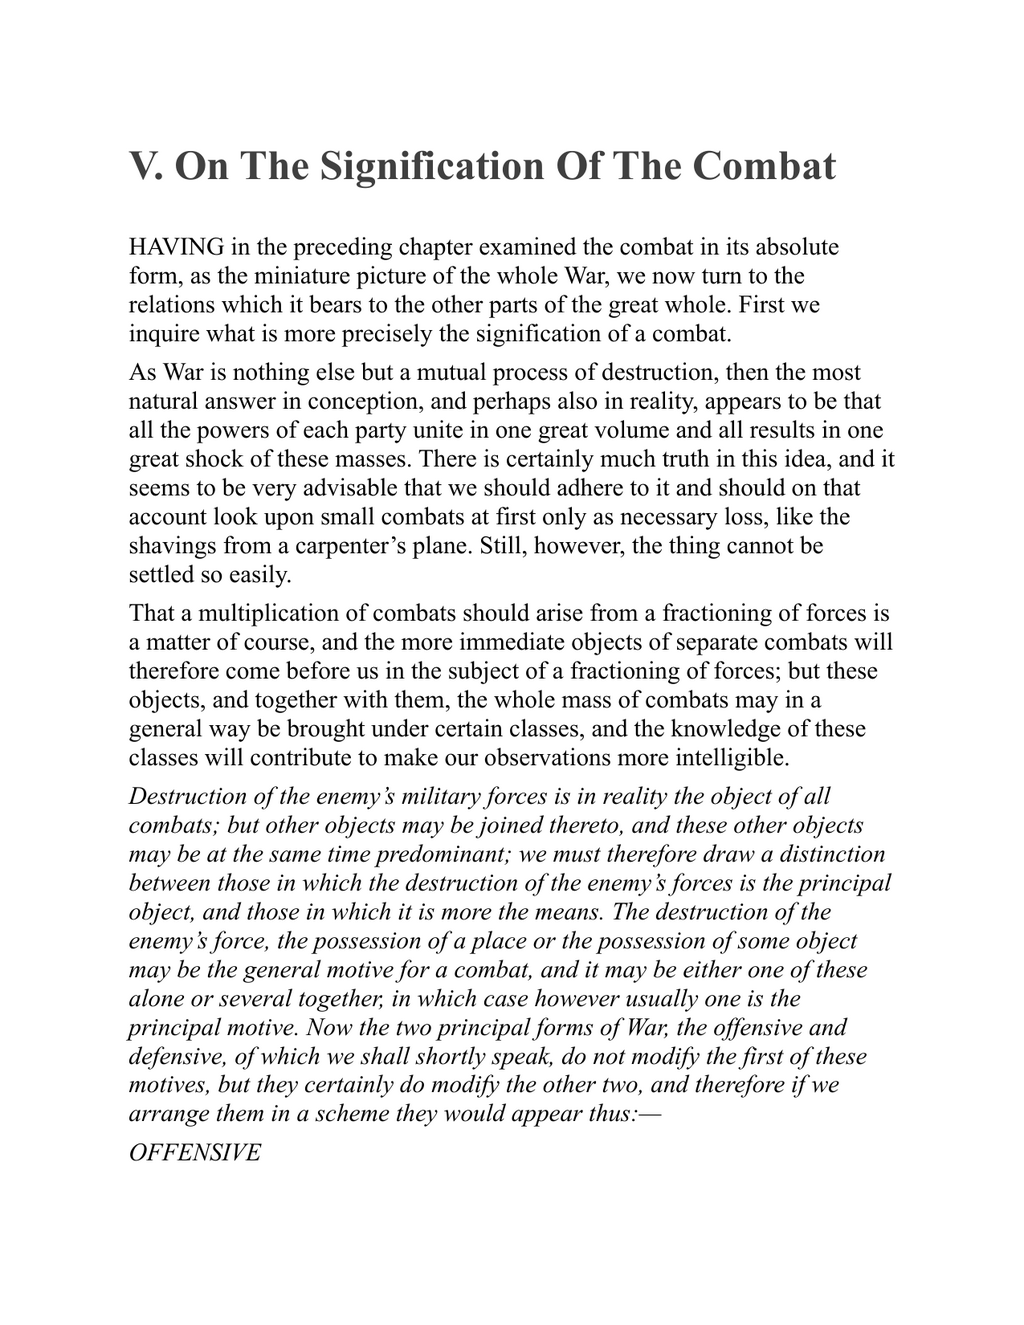 V. On The Signification Of The Combat
HAVING in the preceding chapter examined the combat in its absolute
form, as the miniature picture of the whole War, we now turn to the
relations which it bears to the other parts of the great whole. First we
inquire what is more precisely the signification of a combat.
As War is nothing else but a mutual process of destruction, then the most
natural answer in conception, and perhaps also in reality, appears to be that
all the powers of each party unite in one great volume and all results in one
great shock of these masses. There is certainly much truth in this idea, and it
seems to be very advisable that we should adhere to it and should on that
account look upon small combats at first only as necessary loss, like the
shavings from a carpenter’s plane. Still, however, the thing cannot be
settled so easily.
That a multiplication of combats should arise from a fractioning of forces is
a matter of course, and the more immediate objects of separate combats will
therefore come before us in the subject of a fractioning of forces; but these
objects, and together with them, the whole mass of combats may in a
general way be brought under certain classes, and the knowledge of these
classes will contribute to make our observations more intelligible.
Destruction of the enemy’s military forces is in reality the object of all
combats; but other objects may be joined thereto, and these other objects
may be at the same time predominant; we must therefore draw a distinction
between those in which the destruction of the enemy’s forces is the principal
object, and those in which it is more the means. The destruction of the
enemy’s force, the possession of a place or the possession of some object
may be the general motive for a combat, and it may be either one of these
alone or several together, in which case however usually one is the
principal motive. Now the two principal forms of War, the offensive and
defensive, of which we shall shortly speak, do not modify the first of these
motives, but they certainly do modify the other two, and therefore if we
arrange them in a scheme they would appear thus:—
OFFENSIVE